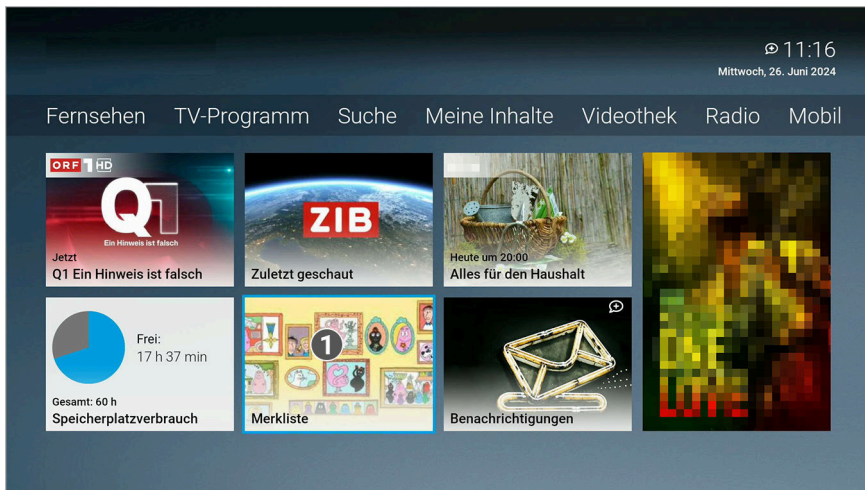 11:16
Mittwoch, 26. Juni 2024
Fernsehen TV-Programm Suche Meine Inhalte Videothek Radio Mobil
ORF 1 HD
Q1
Ein Hinweis ist falsch
Jetzt
Q1 Ein Hinweis ist falsch
ZIB
Zuletzt geschaut
Heute um 20:00
Alles für den Haushalt
Frei:
17 h 37 min
Gesamt: 60 h
Speicherplatzverbrauch
1
Merkliste
Benachrichtigungen